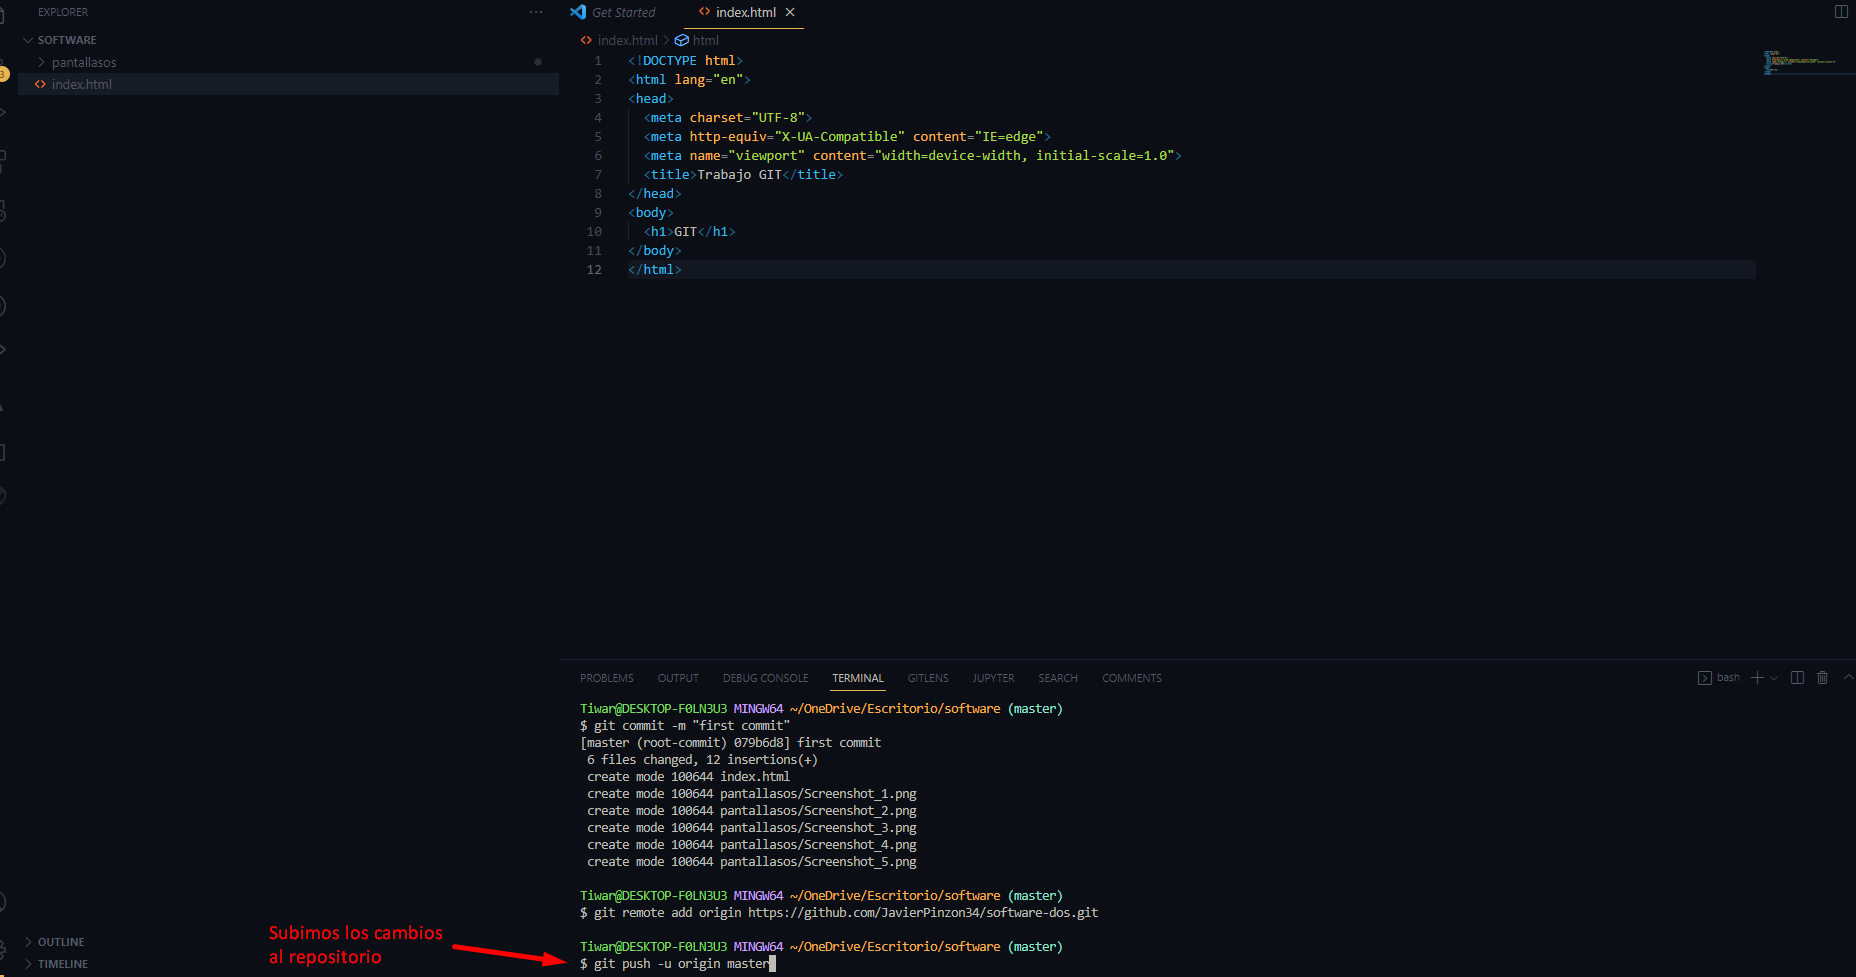 EXPLORER
SOFTWARE
pantallasos
index.html
3
Get Started
index.html
index.html > html
1 <!DOCTYPE html>
2 <html lang="en">
3 <head>
4 <meta charset="UTF-8">
5 <meta http-equiv="X-UA-Compatible" content="IE=edge">
6 <meta name="viewport" content="width=device-width, initial-scale=1.0">
7 <title>Trabajo GIT</title>
8 </head>
9 <body>
10 <h1>GIT</h1>
11 </body>
12 </html>
PROBLEMS OUTPUT DEBUG CONSOLE TERMINAL GITLENS JUPYTER SEARCH COMMENTS
bash
Tiwar@DESKTOP-F0LN3U3 MINGW64 ~/OneDrive/Escritorio/software (master)
$ git commit -m "first commit"
[master (root-commit) 079b6d8] first commit
6 files changed, 12 insertions(+)
create mode 100644 index.html
create mode 100644 pantallasos/Screenshot_1.png
create mode 100644 pantallasos/Screenshot_2.png
create mode 100644 pantallasos/Screenshot_3.png
create mode 100644 pantallasos/Screenshot_4.png
create mode 100644 pantallasos/Screenshot_5.png
Tiwar@DESKTOP-F0LN3U3 MINGW64 ~/OneDrive/Escritorio/software (master)
$ git remote add origin https://github.com/JavierPinzon34/software-dos.git
Tiwar@DESKTOP-F0LN3U3 MINGW64 ~/OneDrive/Escritorio/software (master)
$ git push -u origin master
Subimos los cambios
al repositorio
OUTLINE
TIMELINE